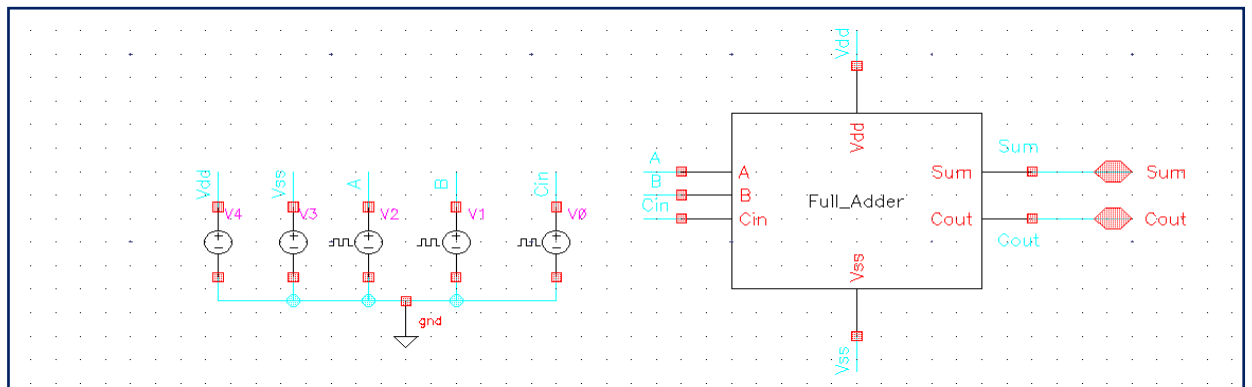 Vdd
Vdd
A
Sum
A
Sum
Sum
B
B
Full_Adder
Cin
Cin
Cout
Cout
Cout
Vss
Vss
Vdd
Vss
A
B
Cin
V4
V3
V2
V1
V0
gnd